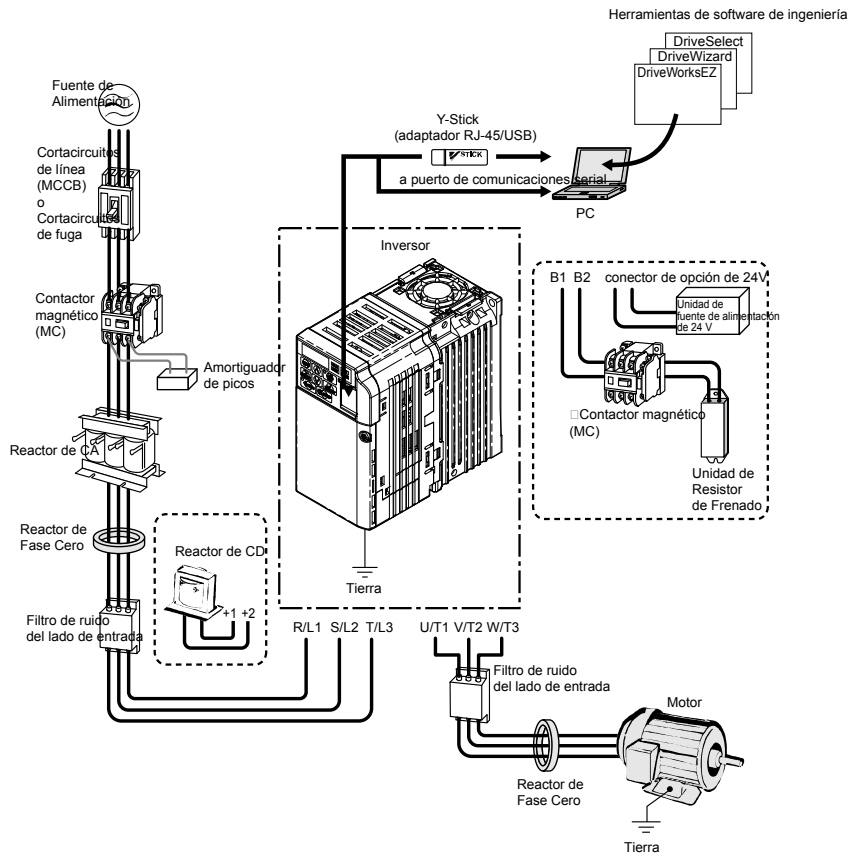 Herramientas de software de ingeniería
DriveSelect
DriveWizard
DriveWorksEZ
Fuente de
Alimentación
Y-Stick
(adaptador RJ-45/USB)
STICK
a puerto de comunicaciones serial
PC
Cortacircuitos
de línea
(MCCB)
o
Cortacircuitos
de fuga
Inversor
B1 B2 conector de opción de 24V
Unidad de
fuente de alimentación
de 24 V
Contactor
magnético
(MC)
Amortiguador
de picos
□Contactor magnético
(MC)
Reactor de CA
Unidad de
Resistor
de Frenado
Reactor de
Fase Cero
Reactor de CD
+1 +2
Tierra
Filtro de ruido
del lado de entrada
R/L1 S/L2 T/L3 U/T1 V/T2 W/T3
Filtro de ruido
del lado de entrada
Motor
Reactor de
Fase Cero
Tierra